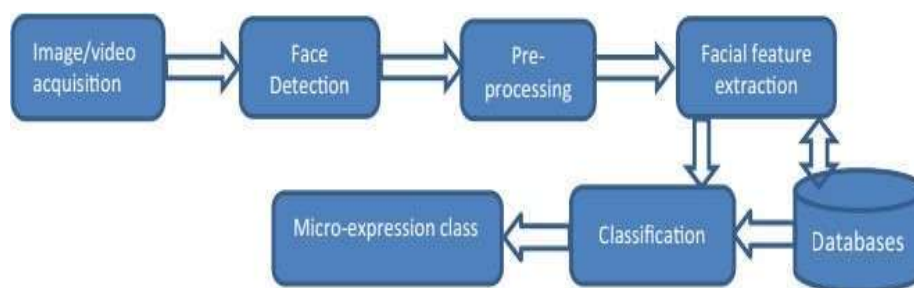 Image/video
acquisition
Face
Detection
Pre-
processing
Facial feature
extraction
Micro-expression class
Classification
Databases